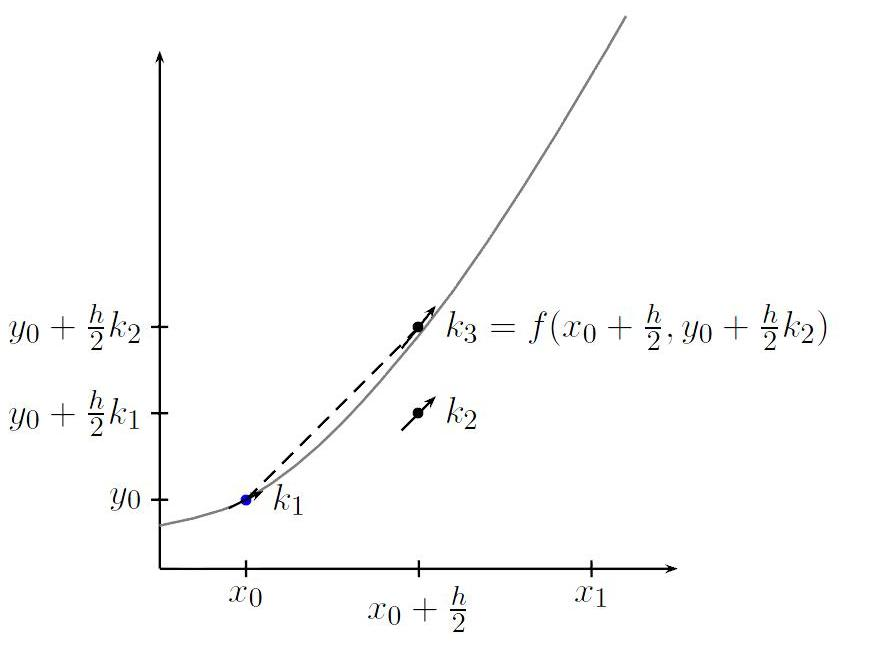 y₀ + h/2 k₂
k₃ = f(x₀ + h/2, y₀ + h/2 k₂)
y₀ + h/2 k₁
k₂
y₀
k₁
x₀
x₀ + h/2
x₁